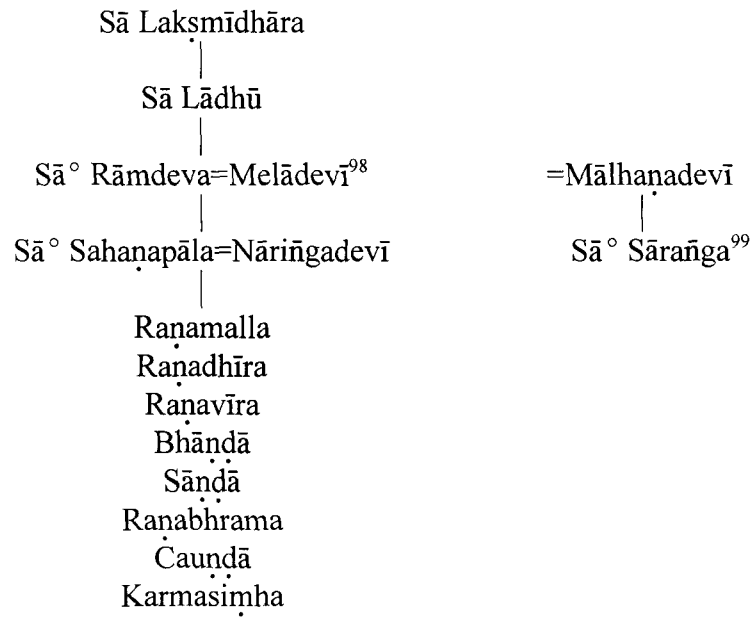 Sā Lakṣmīdhāra
Sā Lādhū
Sā° Rāmdeva=Melādevī⁹⁸ =Mālhaṇadevī
Sā° Sahaṇapāla=Nāriṅgadevī Sā° Sāraṅga⁹⁹
Raṇamalla
Raṇadhīra
Raṇavīra
Bhāṇḍā
Sāṇḍā
Raṇabhrama
Cauṇḍā
Karmasiṃha